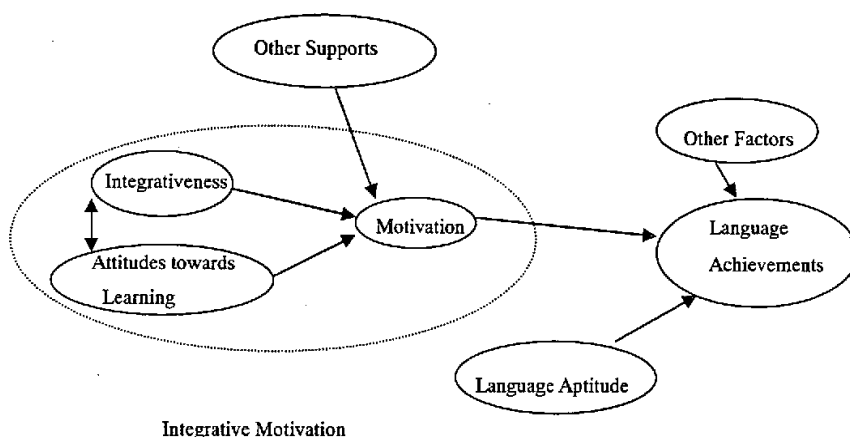 Other Supports
Other Factors
Integrativeness
Motivation
Language
Achievements
Attitudes towards
Learning
Language Aptitude
Integrative Motivation